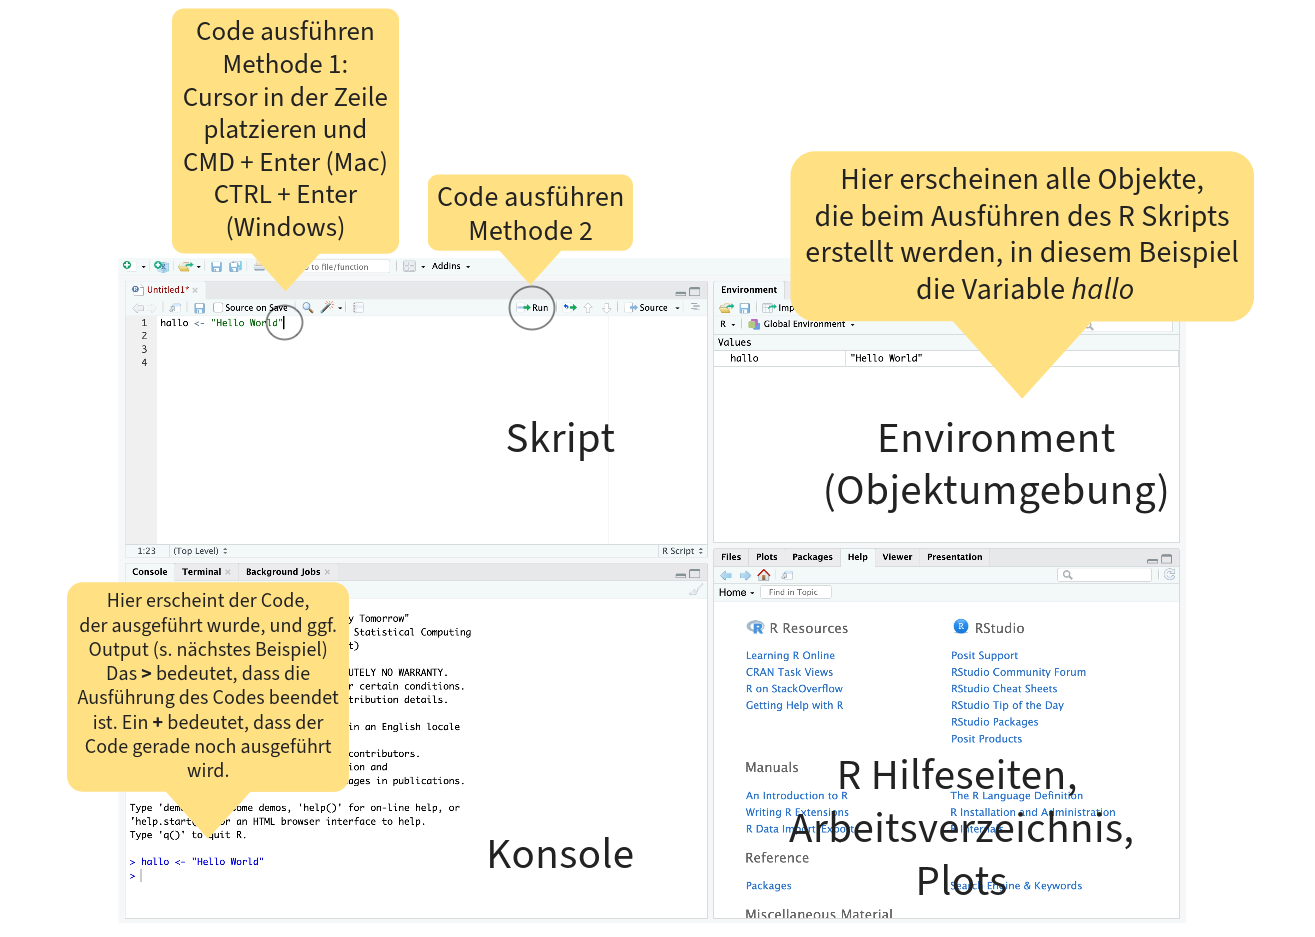 Code ausführen
Methode 1:
Cursor in der Zeile
platzieren und
CMD + Enter (Mac)
CTRL + Enter
(Windows)
Code ausführen
Methode 2
Hier erscheinen alle Objekte,
die beim Ausführen des R Skripts
erstellt werden, in diesem Beispiel
die Variable hallo
to file/function
Addins
Untitled1*
Source on Save
Run
Source
1 hallo <- "Hello World"
2
3
4
Skript
1:23 (Top Level) R Script
Environment
R Global Environment
Values
hallo "Hello World"
Environment
(Objektumgebung)
Console Terminal Background Jobs
Hier erscheint der Code,
der ausgeführt wurde, und ggf.
Output (s. nächstes Beispiel)
Das > bedeutet, dass die
Ausführung des Codes beendet
ist. Ein + bedeutet, dass der
Code gerade noch ausgeführt
wird.
y Tomorrow"
Statistical Computing
t)
UTELY NO WARRANTY.
r certain conditions.
tribution details.
in an English locale
contributors.
ion and
ages in publications.
Type 'demo ome demos, 'help()' for on-line help, or
'help.start or an HTML browser interface to help.
Type 'q()' to quit R.
> hallo <- "Hello World"
>
Konsole
Files Plots Packages Help Viewer Presentation
Home Find in Topic
R Resources
Learning R Online
CRAN Task Views
R on StackOverflow
Getting Help with R
RStudio
Posit Support
RStudio Community Forum
RStudio Cheat Sheets
RStudio Tip of the Day
RStudio Packages
Posit Products
Manuals
An Introduction to R
Writing R Extensions
R Data Import/Export
The R Language Definition
R Installation and Administration
R Internals
R Hilfeseiten,
Arbeitsverzeichnis,
Plots
Reference
Packages
Search Engine & Keywords
Miscellaneous Material